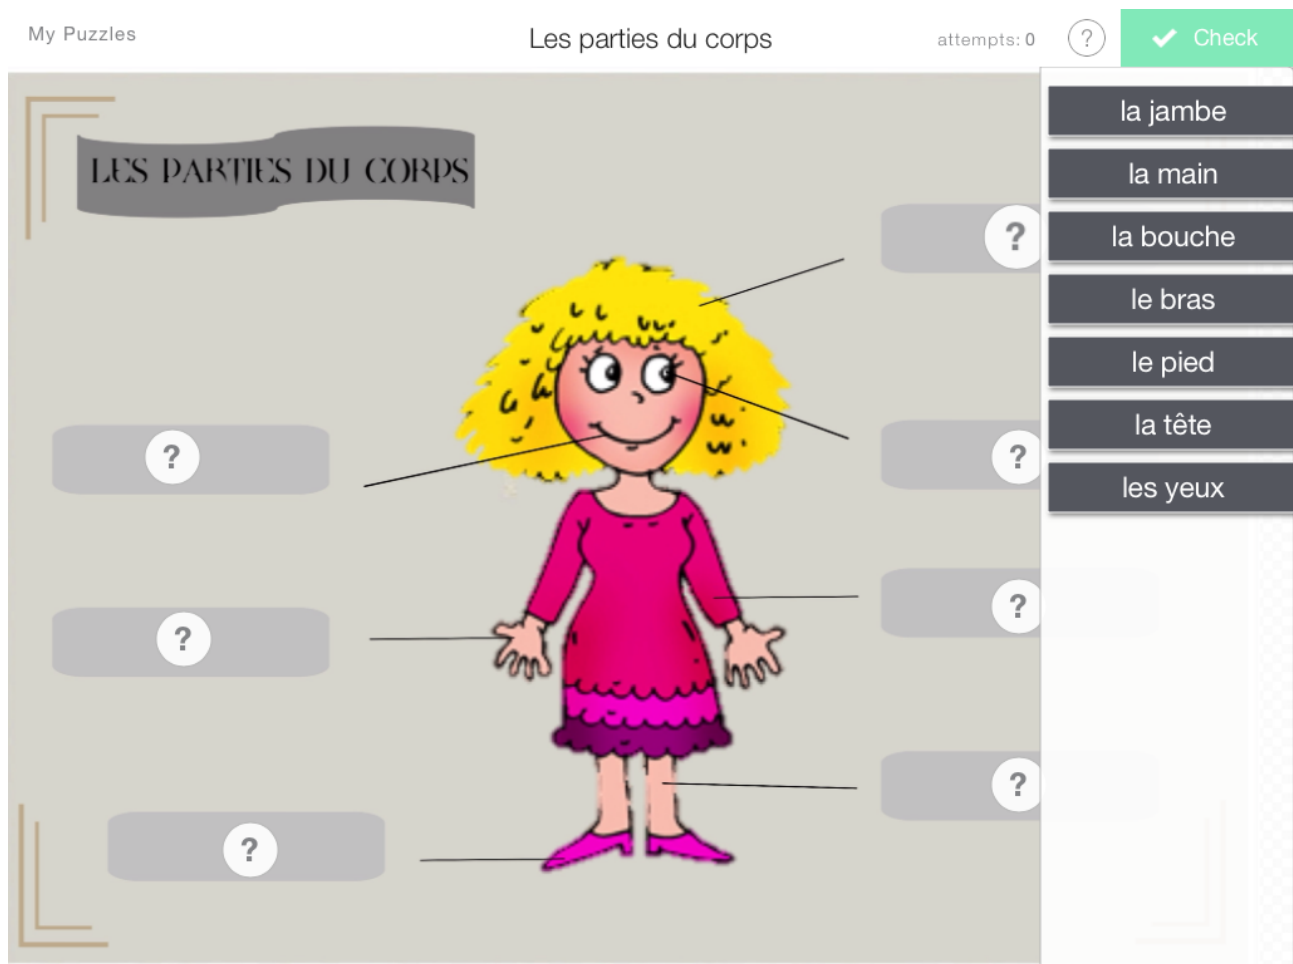 My Puzzles
Les parties du corps
attempts: 0
?
Check
LES PARTIES DU CORPS
?
?
?
?
?
?
?
la jambe
la main
la bouche
le bras
le pied
la tête
les yeux